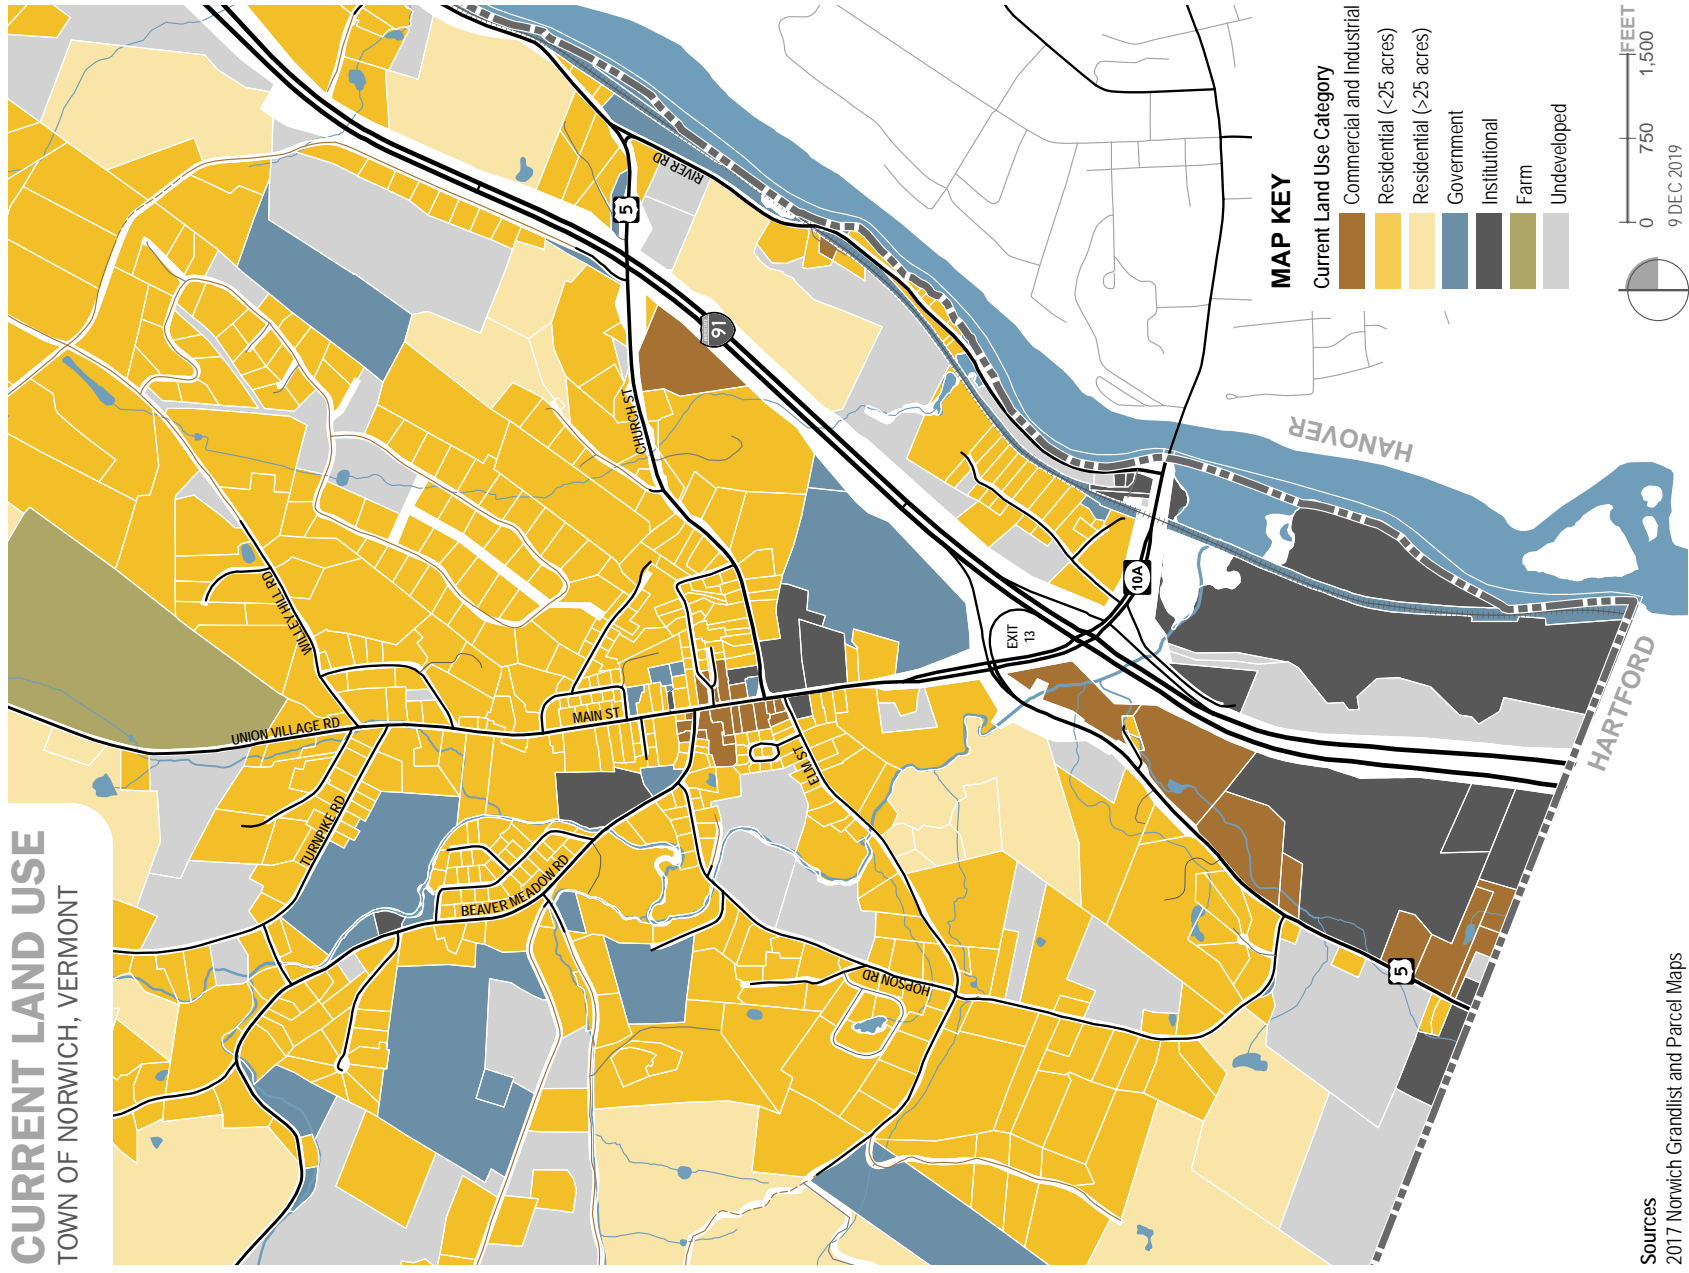 CURRENT LAND USE
TOWN OF NORWICH, VERMONT
UNION VILLAGE RD
WILLEY HILL RD
TURNPIKE RD
BEAVER MEADOW RD
MAIN ST
ELM ST
CHURCH ST
RIVER RD
HOPSON RD
5
91
EXIT
13
10A
5
HANOVER
HARTFORD
MAP KEY
Current Land Use Category
Commercial and Industrial
Residential (<25 acres)
Residential (>25 acres)
Government
Institutional
Farm
Undeveloped
0 750 1,500
FEET
9 DEC 2019
Sources
2017 Norwich Grandlist and Parcel Maps